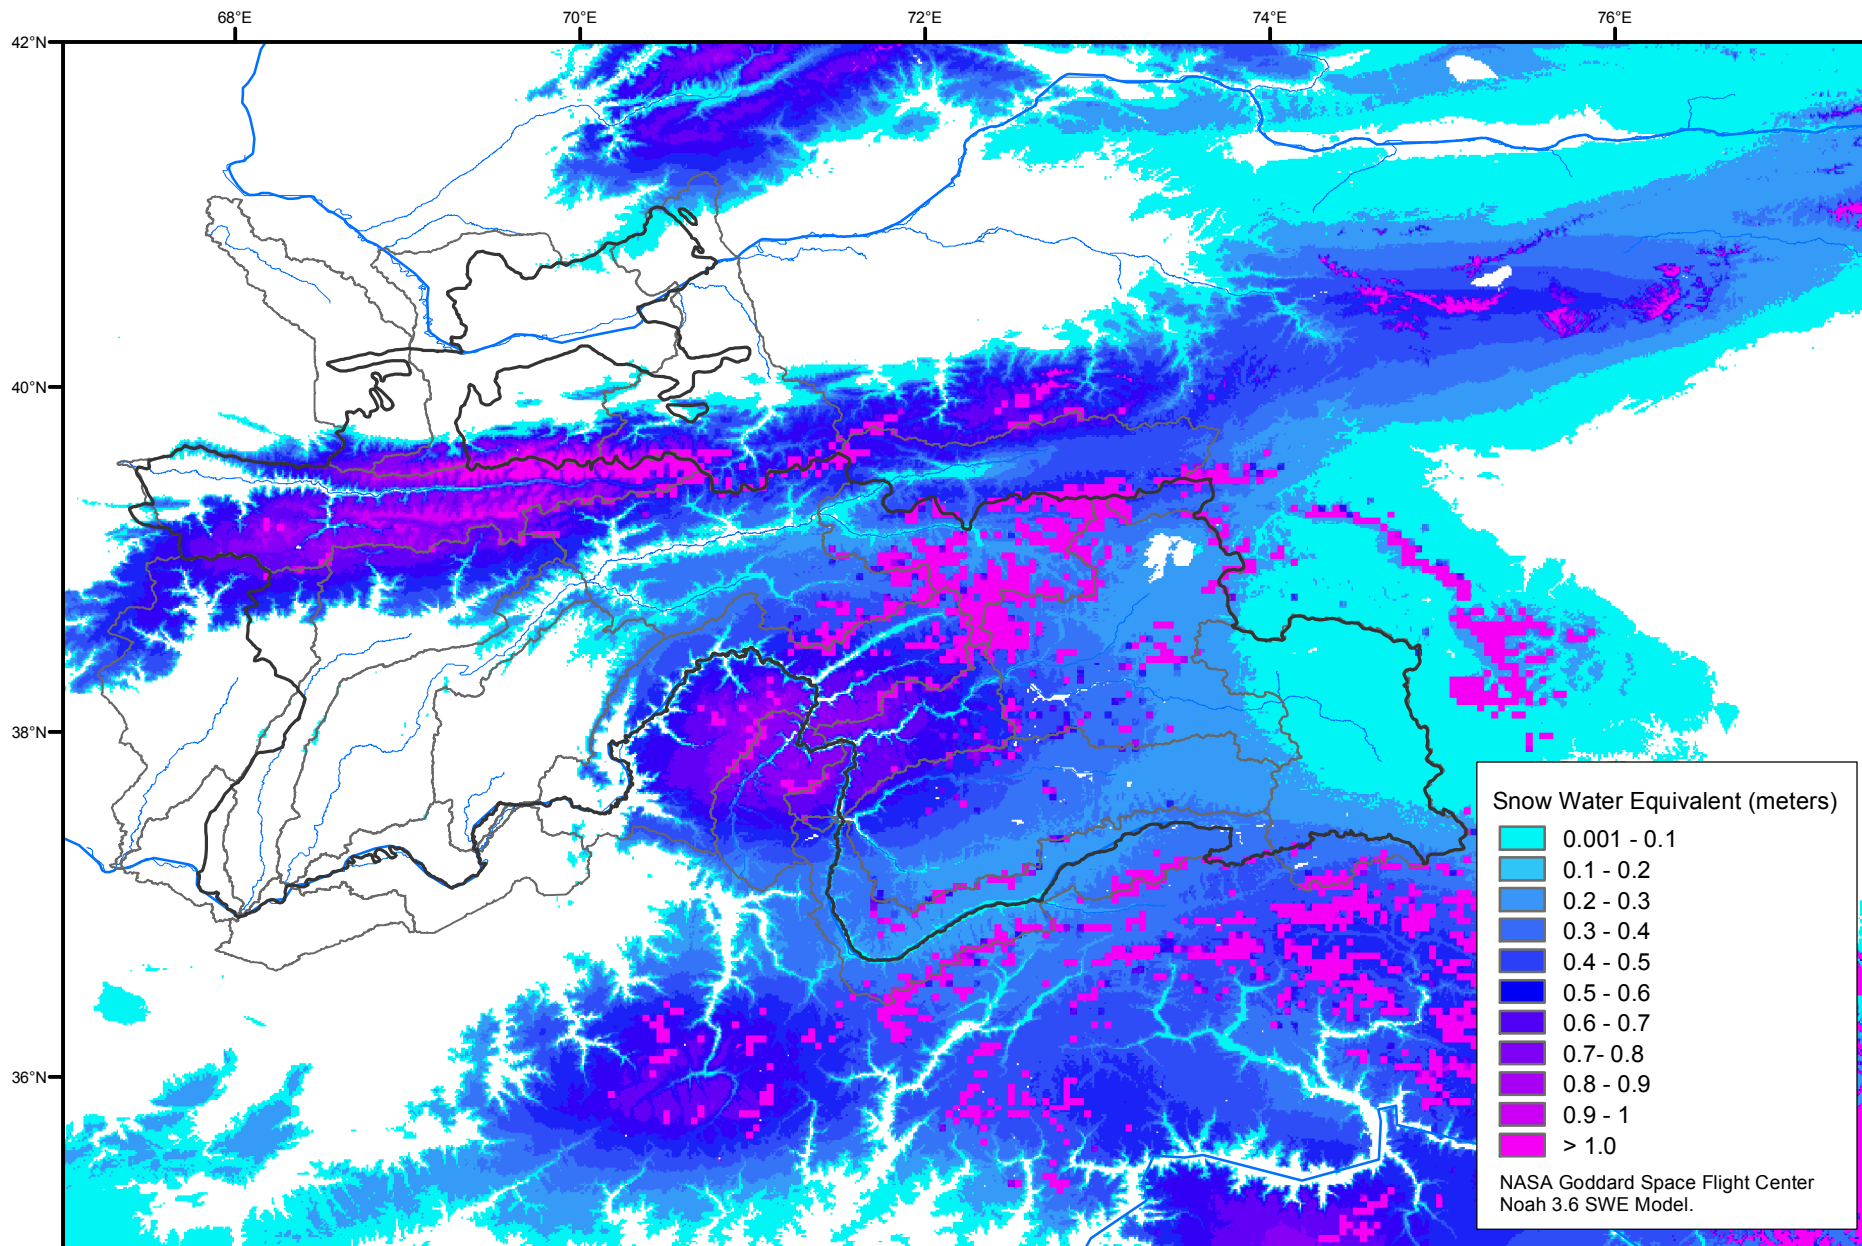 68°E
70°E
72°E
74°E
76°E
42°N
40°N
38°N
36°N
Snow Water Equivalent (meters)
0.001 - 0.1
0.1 - 0.2
0.2 - 0.3
0.3 - 0.4
0.4 - 0.5
0.5 - 0.6
0.6 - 0.7
0.7- 0.8
0.8 - 0.9
0.9 - 1
> 1.0
NASA Goddard Space Flight Center
Noah 3.6 SWE Model.